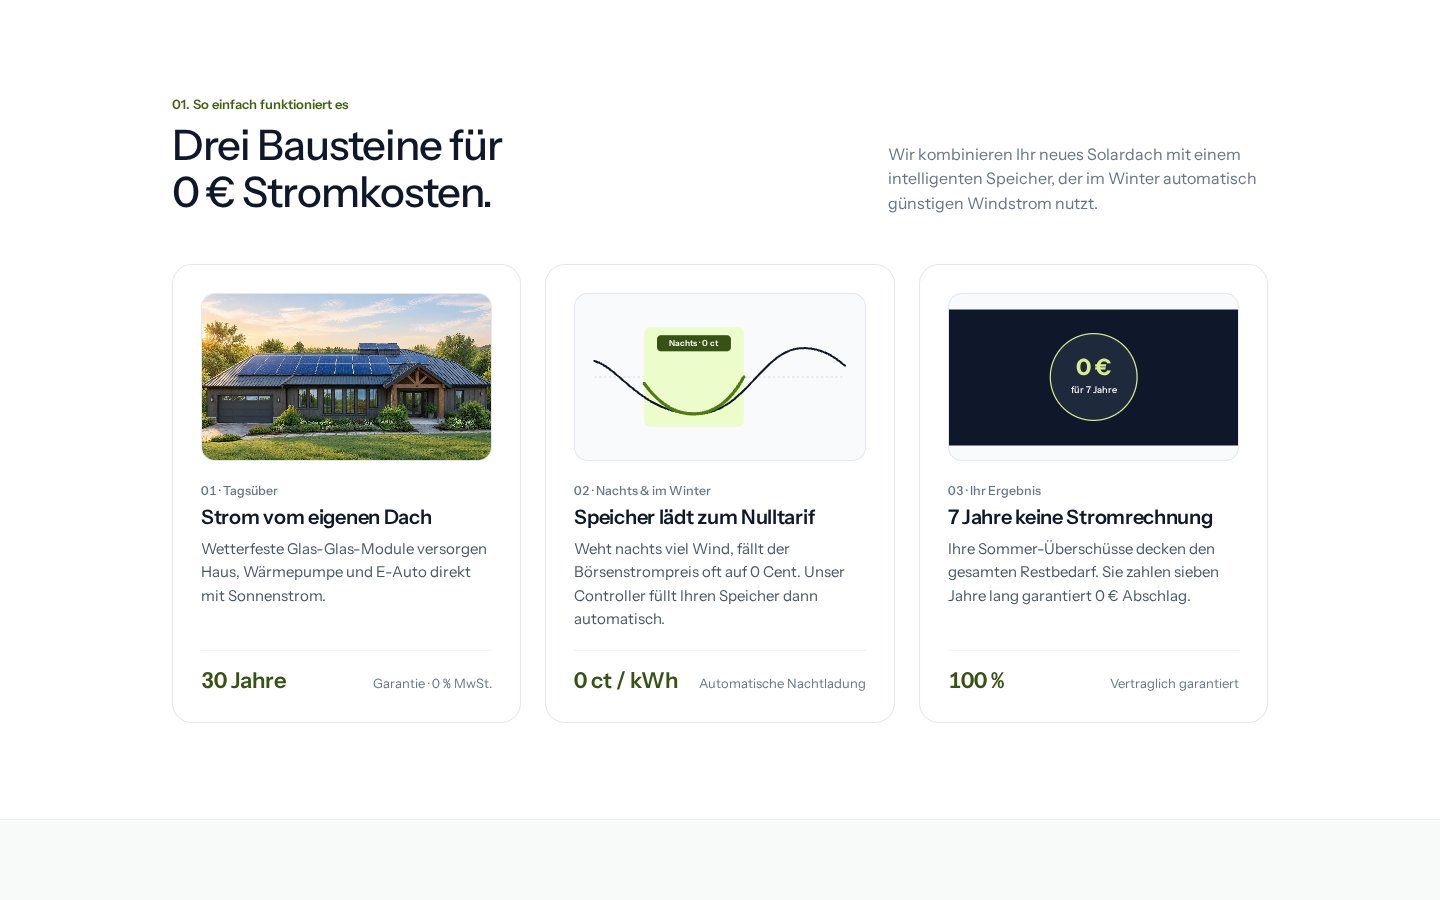 01. So einfach funktioniert es
Drei Bausteine für
0 € Stromkosten.
Wir kombinieren Ihr neues Solardach mit einem
intelligenten Speicher, der im Winter automatisch
günstigen Windstrom nutzt.
01 · Tagsüber
Strom vom eigenen Dach
Wetterfeste Glas-Glas-Module versorgen
Haus, Wärmepumpe und E-Auto direkt
mit Sonnenstrom.
30 Jahre
Garantie · 0 % MwSt.
Nachts · 0 ct
02 · Nachts & im Winter
Speicher lädt zum Nulltarif
Weht nachts viel Wind, fällt der
Börsenstrompreis oft auf 0 Cent. Unser
Controller füllt Ihren Speicher dann
automatisch.
0 ct / kWh
Automatische Nachtladung
0 €
für 7 Jahre
03 · Ihr Ergebnis
7 Jahre keine Stromrechnung
Ihre Sommer-Überschüsse decken den
gesamten Restbedarf. Sie zahlen sieben
Jahre lang garantiert 0 € Abschlag.
100 %
Vertraglich garantiert